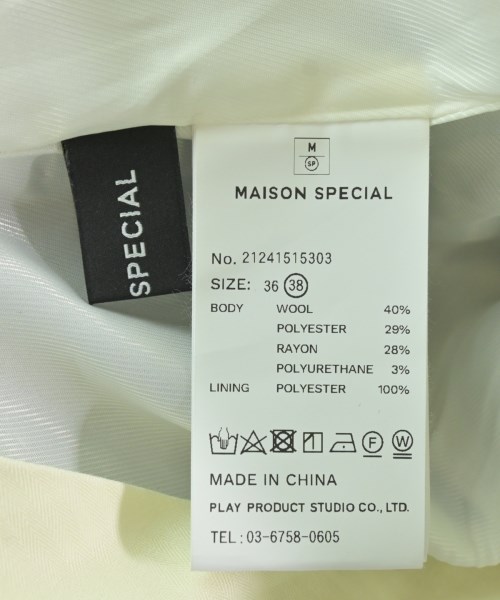 SPECIAL
M
SP
MAISON SPECIAL
No. 21241515303
SIZE: 36 38
BODY WOOL 40%
POLYESTER 29%
RAYON 28%
POLYURETHANE 3%
LINING POLYESTER 100%
F W
MADE IN CHINA
PLAY PRODUCT STUDIO CO., LTD.
TEL : 03-6758-0605